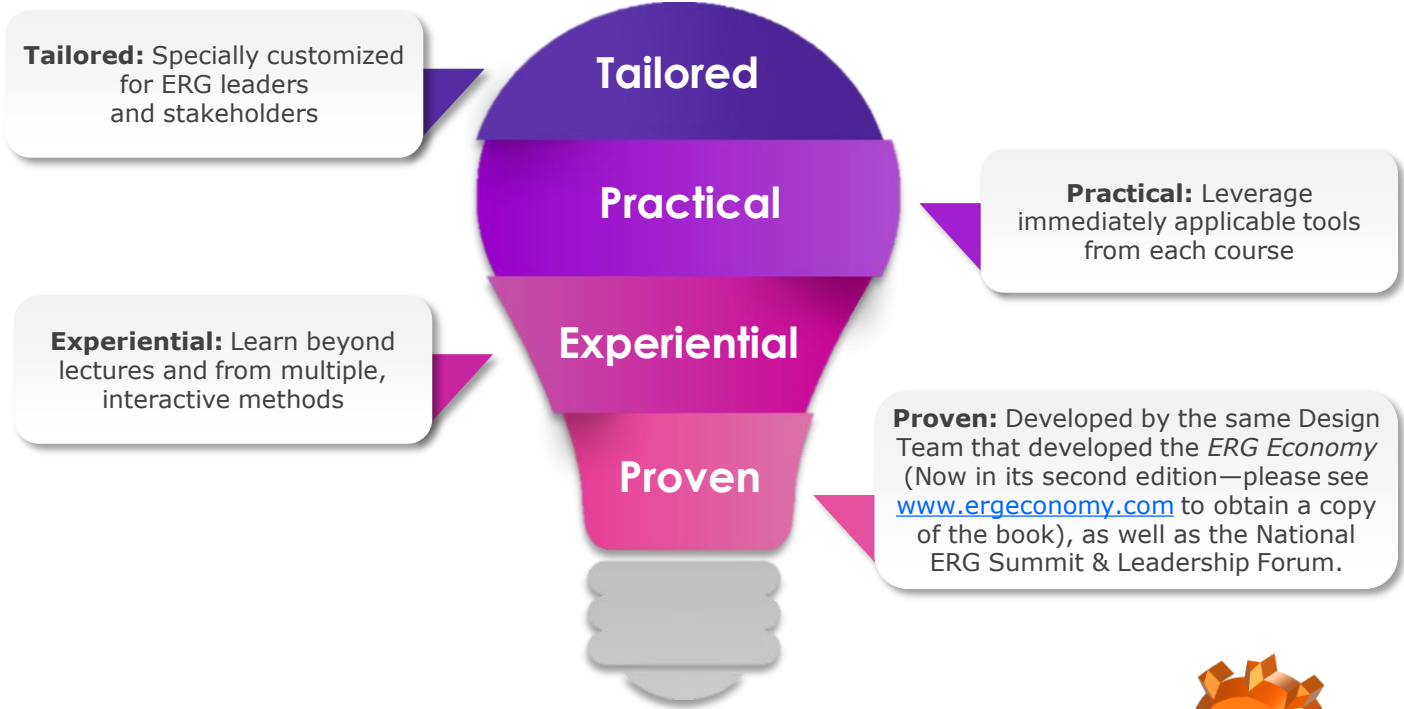 Tailored: Specially customized
for ERG leaders
and stakeholders
Tailored
Practical
Practical: Leverage
immediately applicable tools
from each course
Experiential: Learn beyond
lectures and from multiple,
interactive methods
Experiential
Proven
Proven: Developed by the same Design
Team that developed the ERG Economy
(Now in its second edition—please see
www.ergeconomy.com to obtain a copy
of the book), as well as the National
ERG Summit & Leadership Forum.